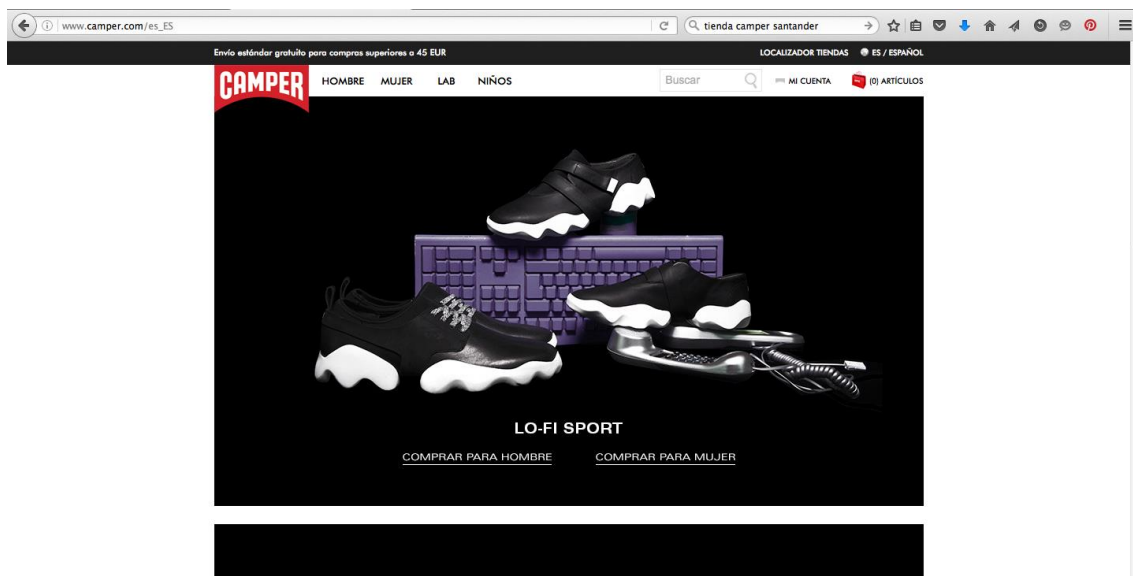 www.camper.com/es_ES
tienda camper santander
Envío estándar gratuito para compras superiores a 45 EUR
LOCALIZADOR TIENDAS
ES / ESPAÑOL
CAMPER
HOMBRE
MUJER
LAB
NIÑOS
Buscar
MI CUENTA
(0) ARTÍCULOS
LO-FI SPORT
COMPRAR PARA HOMBRE
COMPRAR PARA MUJER